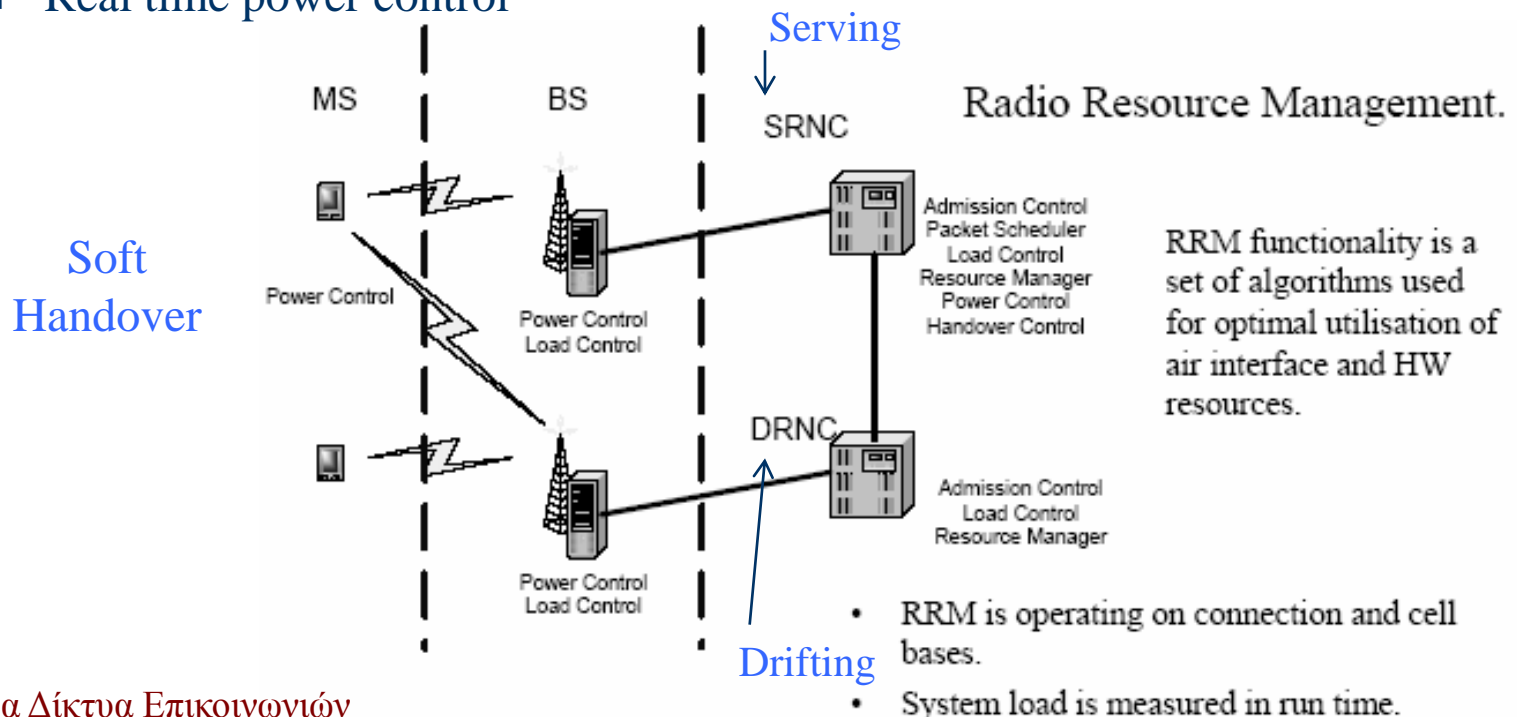 Real time power control
Serving
MS
BS
SRNC
Radio Resource Management.
Admission Control
Packet Scheduler
Load Control
Resource Manager
Power Control
Handover Control
RRM functionality is a
set of algorithms used
for optimal utilisation of
air interface and HW
resources.
Soft
Handover
Power Control
Power Control
Load Control
DRNC
Admission Control
Load Control
Resource Manager
Power Control
Load Control
Drifting
• RRM is operating on connection and cell
bases.
• System load is measured in run time.
α Δίκτυα Επικοινωνιών